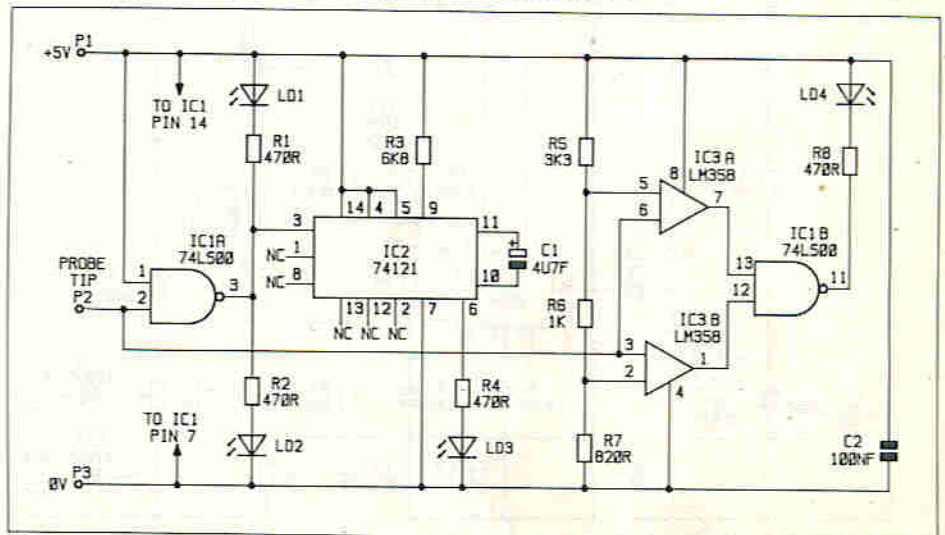 +5V P1
TO IC1
PIN 14
LD1
R1
470R
R3
6K8
R5
3K3
IC3 A
LM358
LD4
R8
470R
8
5
6
7
14 4 5 9
3
1
8
NC
NC
IC2
74121
11
10
+
C1
4U7F
IC1A
74LS00
1
2
3
PROBE
TIP
P2
13 12 2 7 6
NC NC NC
R6
1K
IC1B
74LS00
13
12
11
IC3 B
LM358
3
2
1
4
R2
470R
R4
470R
TO IC1
PIN 7
LD2
LD3
R7
820R
C2
100NF
0V P3